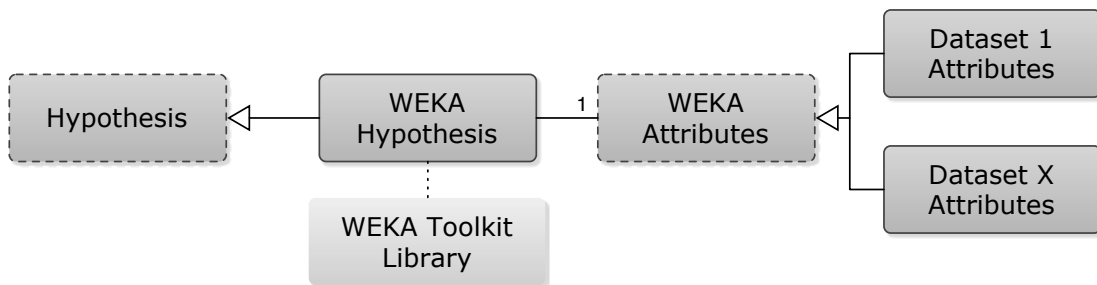 Hypothesis
WEKA
Hypothesis
WEKA Toolkit
Library
1
WEKA
Attributes
Dataset 1
Attributes
Dataset X
Attributes